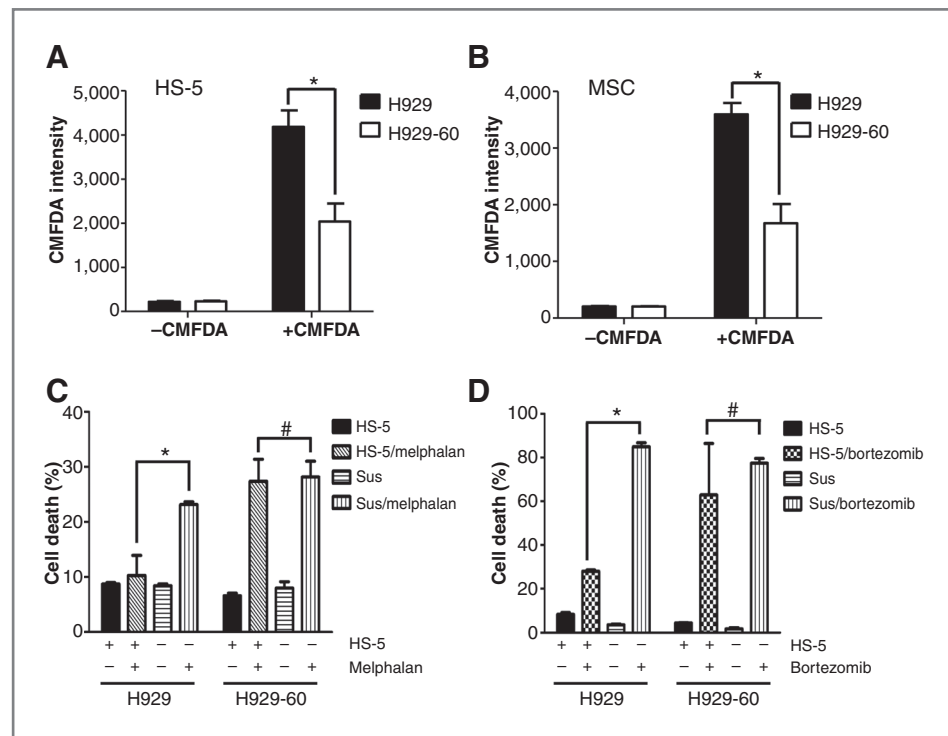 A
HS-5
CMFDA intensity
5,000
4,000
3,000
2,000
1,000
0
*
H929
H929-60
–CMFDA
+CMFDA
B
MSC
CMFDA intensity
4,000
3,000
2,000
1,000
0
*
H929
H929-60
–CMFDA
+CMFDA
C
Cell death (%)
40
30
20
10
0
*
#
HS-5
HS-5/melphalan
Sus
Sus/melphalan
+ + – – + + – – HS-5
– + – + – + – + Melphalan
H929 H929-60
D
Cell death (%)
100
80
60
40
20
0
*
#
HS-5
HS-5/bortezomib
Sus
Sus/bortezomib
+ + – – + + – – HS-5
– + – + – + – + Bortezomib
H929 H929-60